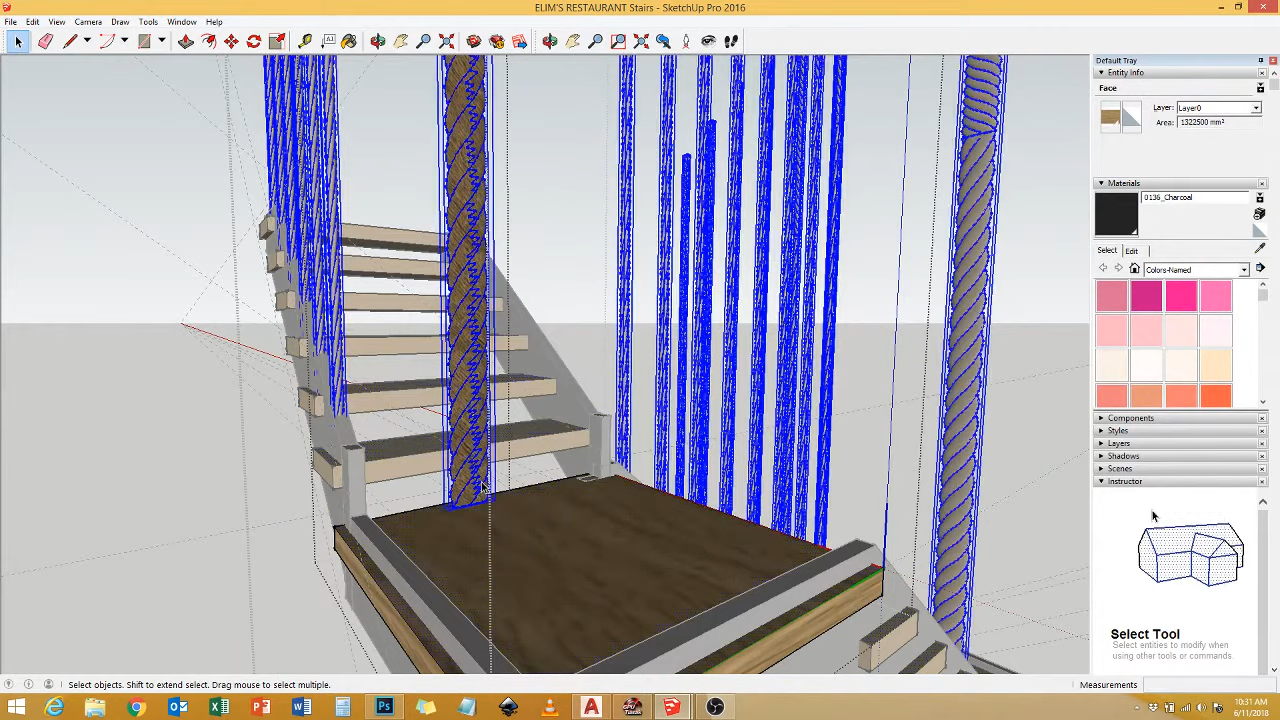 ELIM'S RESTAURANT Stairs - SketchUp Pro 2016
File Edit View Camera Draw Tools Window Help
Default Tray
Entity Info
Face
Layer: Layer0
Area: 1322500 mm²
Materials
0136_Charcoal
Select Edit
Colors-Named
Components
Styles
Layers
Shadows
Scenes
Instructor
Select Tool
Select entities to modify when
using other tools or commands.
Select objects. Shift to extend select. Drag mouse to select multiple.
Measurements
10:31 AM
6/11/2018